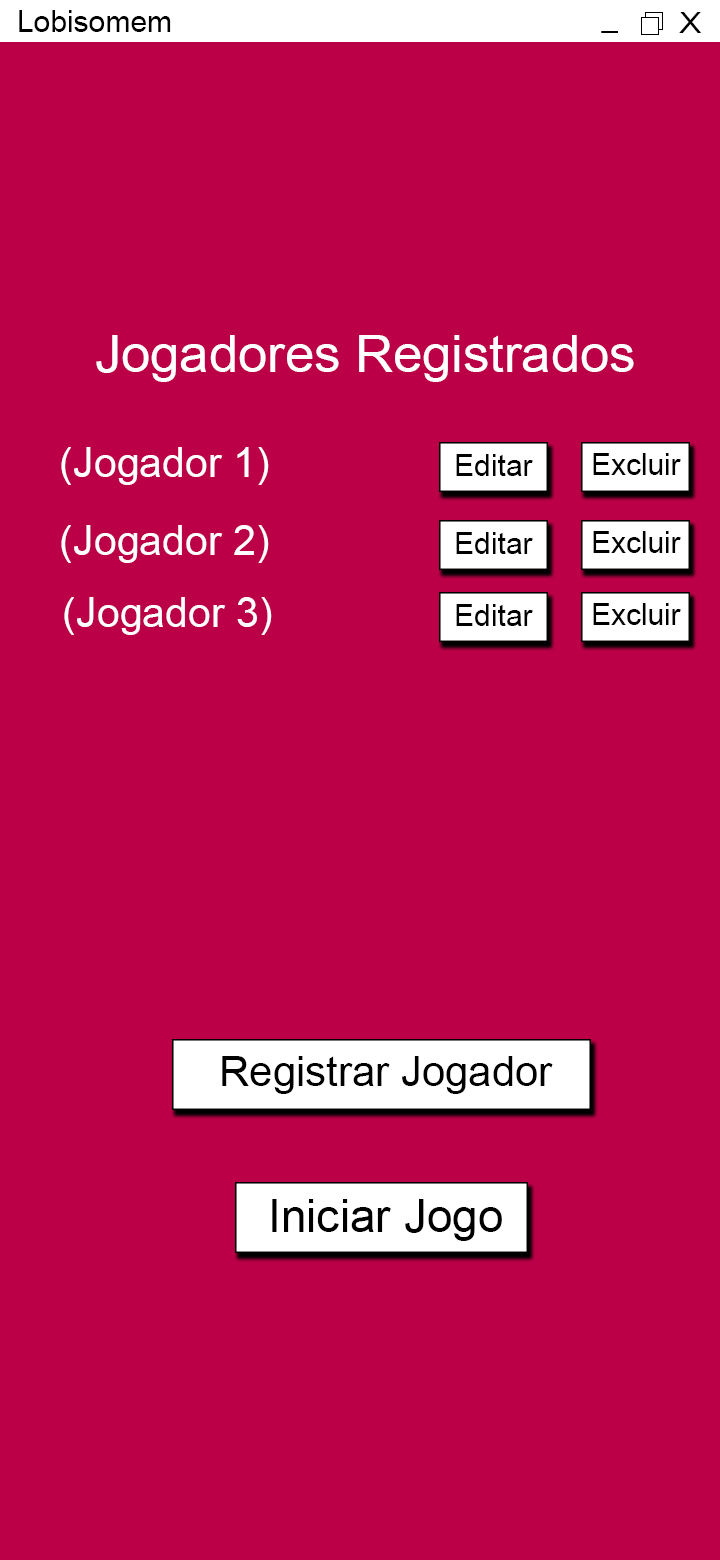 Lobisomem
Jogadores Registrados
(Jogador 1) Editar Excluir
(Jogador 2) Editar Excluir
(Jogador 3) Editar Excluir
Registrar Jogador
Iniciar Jogo